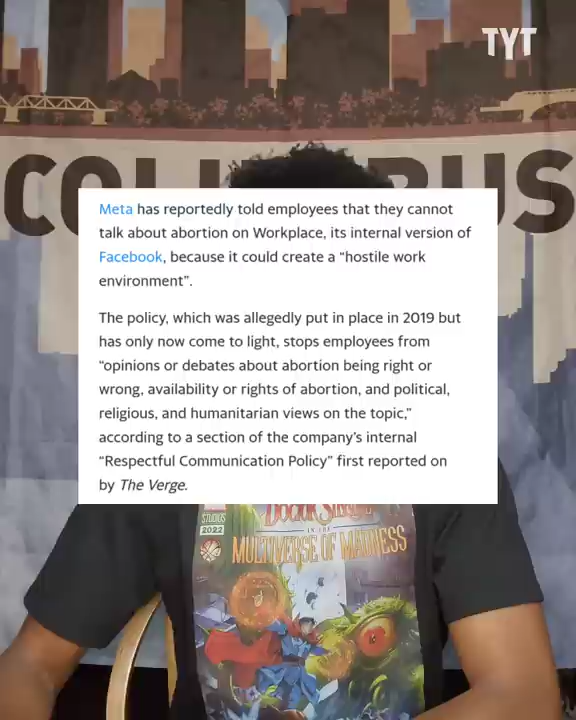 TYT
COLUMBUS
Meta has reportedly told employees that they cannot
talk about abortion on Workplace, its internal version of
Facebook, because it could create a “hostile work
environment”.
The policy, which was allegedly put in place in 2019 but
has only now come to light, stops employees from
“opinions or debates about abortion being right or
wrong, availability or rights of abortion, and political,
religious, and humanitarian views on the topic,”
according to a section of the company’s internal
“Respectful Communication Policy” first reported on
by The Verge.
STUDIOS
2022
DOCTOR STRANGE
IN THE
MULTIVERSE OF MADNESS